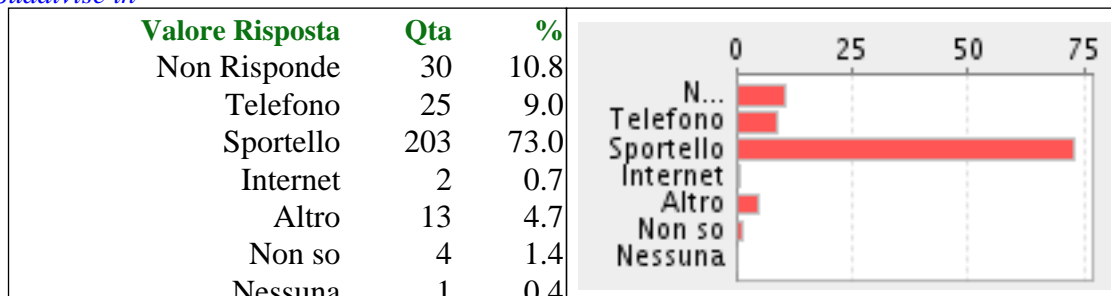 Valore Risposta Qta %
Non Risponde 30 10.8
Telefono 25 9.0
Sportello 203 73.0
Internet 2 0.7
Altro 13 4.7
Non so 4 1.4
Nessuna 1 0.4
0 25 50 75
N...
Telefono
Sportello
Internet
Altro
Non so
Nessuna